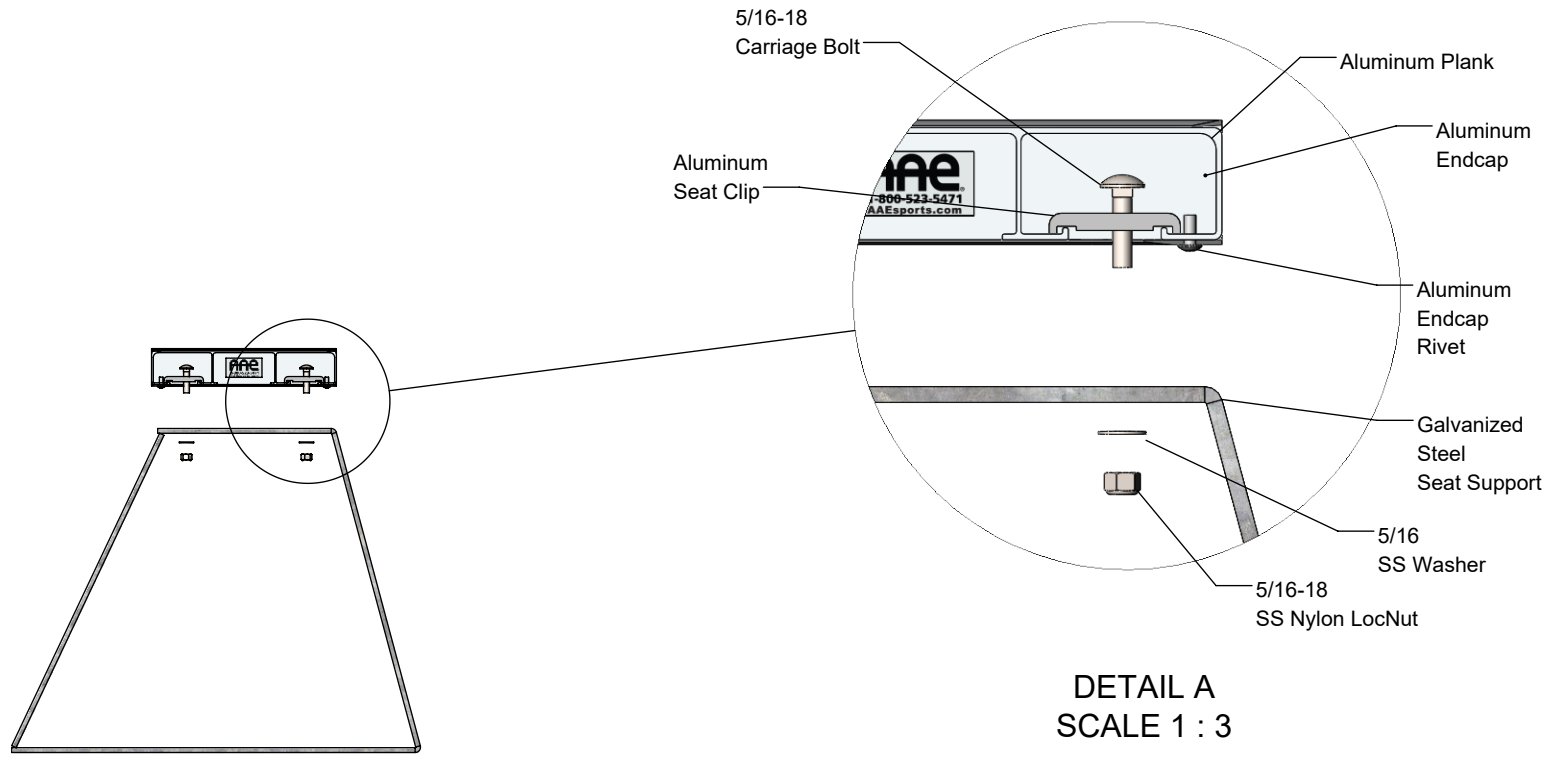 5/16-18
Carriage Bolt
Aluminum Plank
Aluminum
Endcap
Aluminum
Seat Clip
AAE
-800-523-5471
AAEsports.com
Aluminum
Endcap
Rivet
AAE
Galvanized
Steel
Seat Support
5/16
SS Washer
5/16-18
SS Nylon LocNut
DETAIL A
SCALE 1 : 3